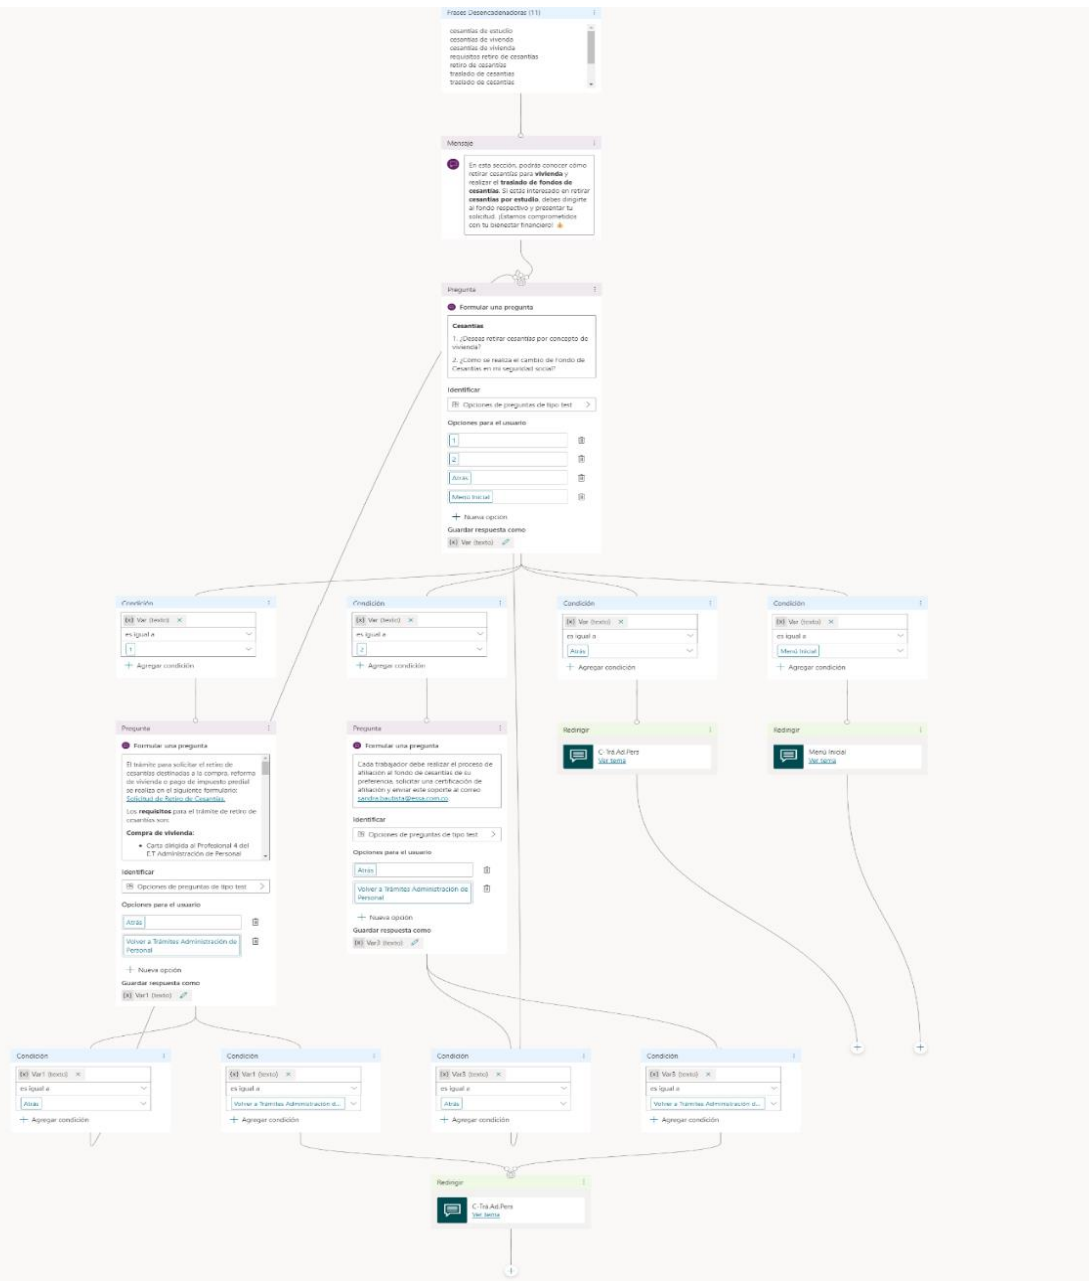 Frases Desencadenadoras (11)
cesantías de estudio
cesantías de vivenda
cesantías de vivienda
requisitos retiro de cesantías
retiro de cesantías
traslado de cesantias
traslado de cesantías
Mensaje
En esta sección, podrás conocer cómo
retirar cesantías para vivienda y
realizar el traslado de fondos de
cesantías. Si estás interesado en retirar
cesantías por estudio, debes dirigirte
al fondo respectivo y presentar tu
solicitud. ¡Estamos comprometidos
con tu bienestar financiero!
Pregunta
Formular una pregunta
Cesantías
1. ¿Deseas retirar cesantías por concepto de
vivienda?
2. ¿Cómo se realiza el cambio de Fondo de
Cesantías en mi seguridad social?
Identificar
Opciones de preguntas de tipo test
Opciones para el usuario
1
2
Atrás
Menú Inicial
Nueva opción
Guardar respuesta como
{x} Var (texto)
Condición
{x} Var (texto)
es igual a
1
Agregar condición
Condición
{x} Var (texto)
es igual a
2
Agregar condición
Condición
{x} Var (texto)
es igual a
Atrás
Agregar condición
Condición
{x} Var (texto)
es igual a
Menú Inicial
Agregar condición
Pregunta
Formular una pregunta
El trámite para solicitar el retiro de
cesantías destinadas a la compra, reforma
de vivienda o pago de impuesto predial
se realiza en el siguiente formulario:
Solicitud de Retiro de Cesantías.
Los requisitos para el trámite de retiro de
cesantías son:
Compra de vivienda:
• Carta dirigida al Profesional 4 del
E.T Administración de Personal
Identificar
Opciones de preguntas de tipo test
Opciones para el usuario
Atrás
Volver a Trámites Administración de
Personal
Nueva opción
Guardar respuesta como
{x} Var1 (texto)
Pregunta
Formular una pregunta
Cada trabajador debe realizar el proceso de
afiliación al fondo de cesantías de su
preferencia, solicitar una certificación de
afiliación y enviar este soporte al correo
sandra.bautista@essa.com.co
Identificar
Opciones de preguntas de tipo test
Opciones para el usuario
Atrás
Volver a Trámites Administración de
Personal
Nueva opción
Guardar respuesta como
{x} (texto)
Redirigir
C-Trá.Ad.Pers
Ver tema
Redirigir
Menú Inicial
Ver tema
Condición
{x} Var1 (texto)
es igual a
Atrás
Agregar condición
Condición
{x} Var1 (texto)
es igual a
Volver a Trámites Administración d...
Agregar condición
Condición
{x} (texto)
es igual a
Atrás
Agregar condición
Condición
{x} (texto)
es igual a
Volver a Trámites Administración d...
Agregar condición
Redirigir
C-Trá.Ad.Pers
Ver tema